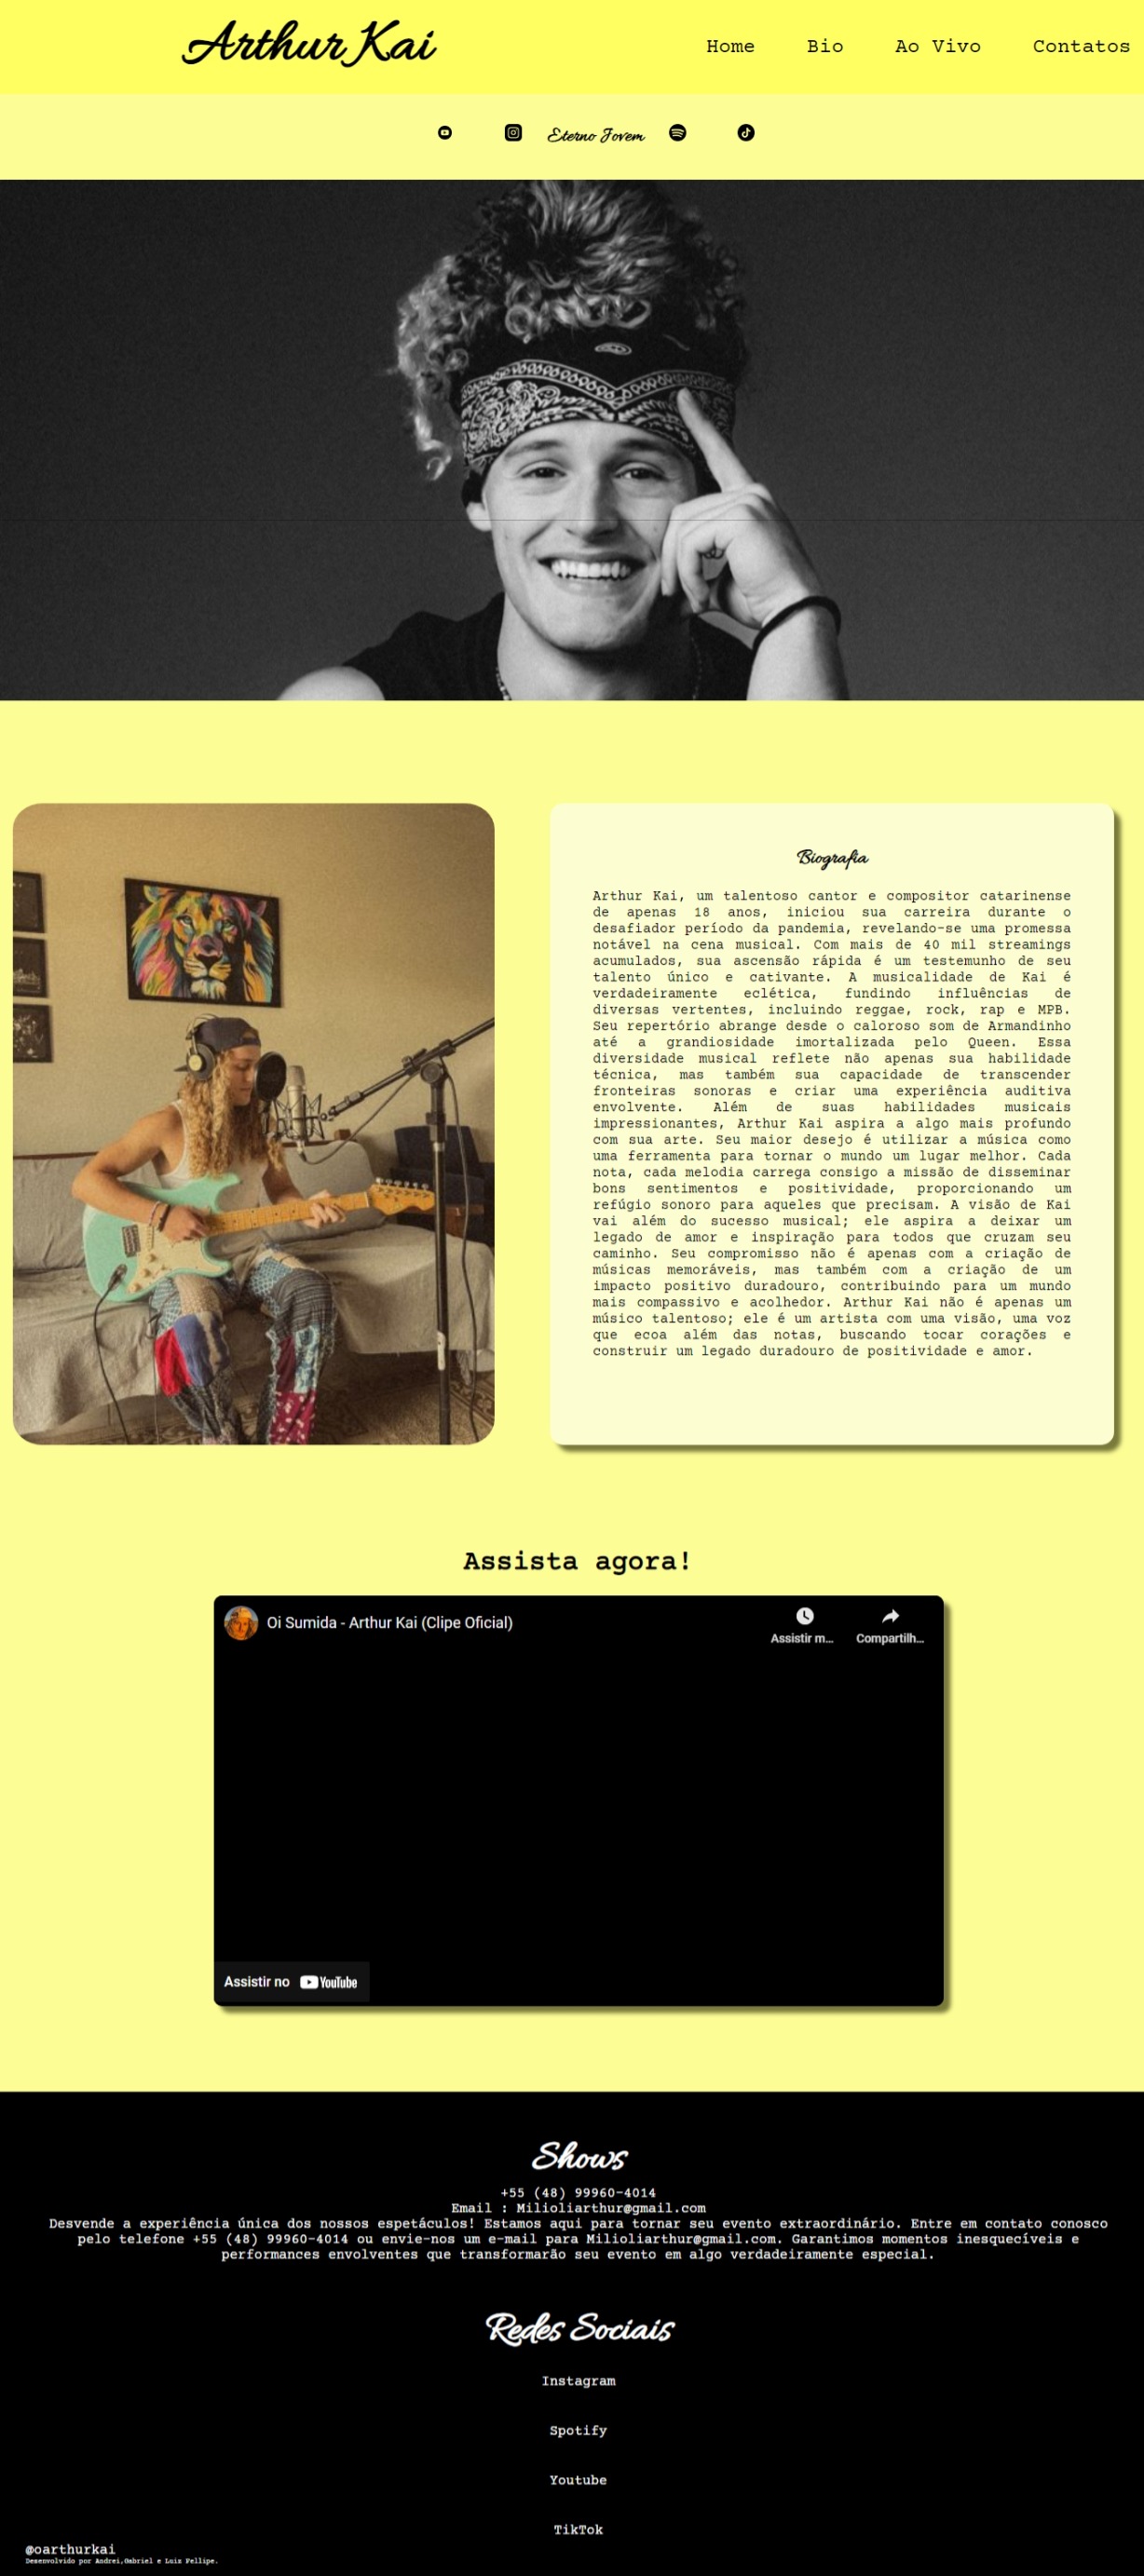 Arthur Kai
Home Bio Ao Vivo Contatos
Eterno Jovem
Biografia
Arthur Kai, um talentoso cantor e compositor catarinense
de apenas 18 anos, iniciou sua carreira durante o
desafiador período da pandemia, revelando-se uma promessa
notável na cena musical. Com mais de 40 mil streamings
acumulados, sua ascensão rápida é um testemunho de seu
talento único e cativante. A musicalidade de Kai é
verdadeiramente eclética, fundindo influências de
diversas vertentes, incluindo reggae, rock, rap e MPB.
Seu repertório abrange desde o caloroso som de Armandinho
até a grandiosidade imortalizada pelo Queen. Essa
diversidade musical reflete não apenas sua habilidade
técnica, mas também sua capacidade de transcender
fronteiras sonoras e criar uma experiência auditiva
envolvente. Além de suas habilidades musicais
impressionantes, Arthur Kai aspira a algo mais profundo
com sua arte. Seu maior desejo é utilizar a música como
uma ferramenta para tornar o mundo um lugar melhor. Cada
nota, cada melodia carrega consigo a missão de disseminar
bons sentimentos e positividade, proporcionando um
refúgio sonoro para aqueles que precisam. A visão de Kai
vai além do sucesso musical; ele aspira a deixar um
legado de amor e inspiração para todos que cruzam seu
caminho. Seu compromisso não é apenas com a criação de
músicas memoráveis, mas também com a criação de um
impacto positivo duradouro, contribuindo para um mundo
mais compassivo e acolhedor. Arthur Kai não é apenas um
músico talentoso; ele é um artista com uma visão, uma voz
que ecoa além das notas, buscando tocar corações e
construir um legado duradouro de positividade e amor.
Assista agora!
Oi Sumida - Arthur Kai (Clipe Oficial)
Assistir m... Compartilh...
Assistir no YouTube
Shows
+55 (48) 99960-4014
Email : Milioliarthur@gmail.com
Desvende a experiência única dos nossos espetáculos! Estamos aqui para tornar seu evento extraordinário. Entre em contato conosco
pelo telefone +55 (48) 99960-4014 ou envie-nos um e-mail para Milioliarthur@gmail.com. Garantimos momentos inesquecíveis e
performances envolventes que transformarão seu evento em algo verdadeiramente especial.
Redes Sociais
Instagram
Spotify
Youtube
TikTok
@oarthurkai
Desenvolvido por Andrei,Gabriel e Luiz Fellipe.